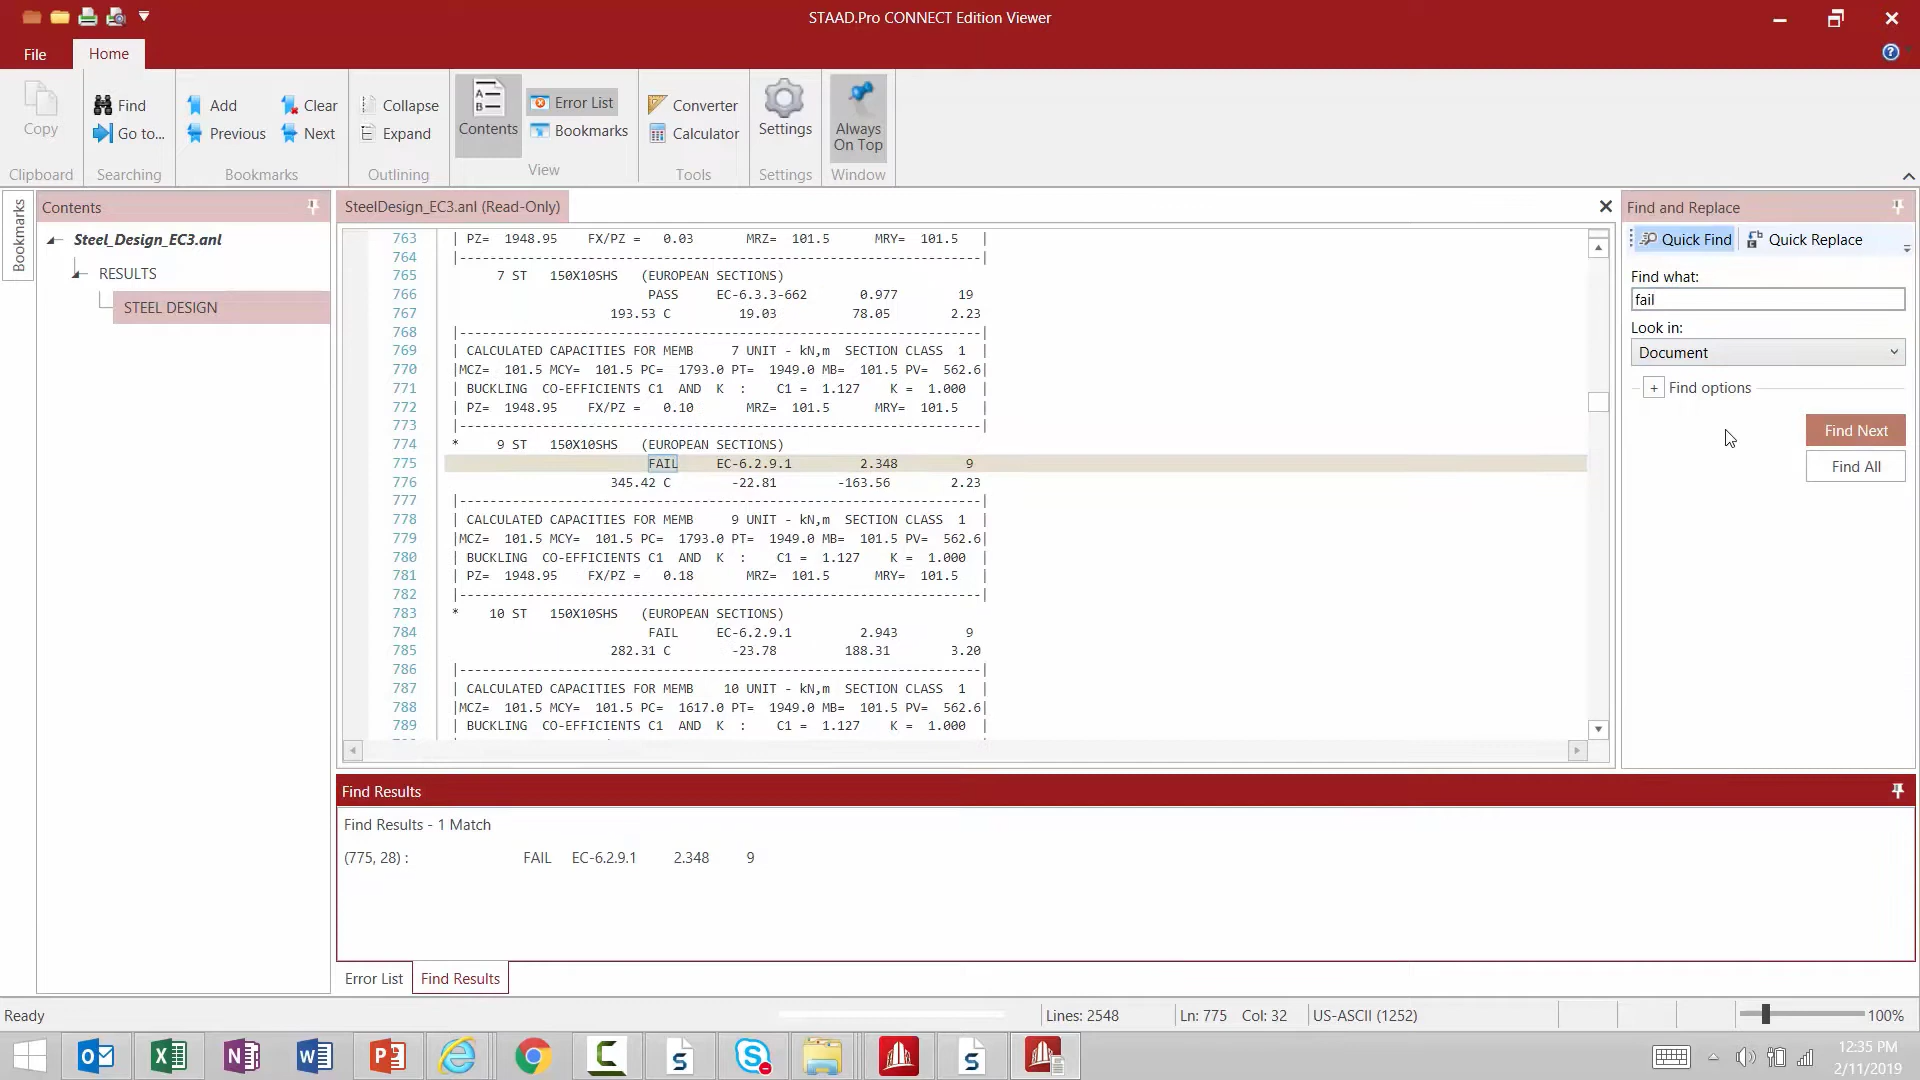 STAAD.Pro CONNECT Edition Viewer
File Home
Copy
Clipboard
Find
Go to...
Searching
Add Clear
Previous Next
Bookmarks
Collapse
Expand
Outlining
Contents
Error List
Bookmarks
View
Converter
Calculator
Tools
Settings
Settings
Always
On Top
Window
Bookmarks
Contents
Steel_Design_EC3.anl
RESULTS
STEEL DESIGN
SteelDesign_EC3.anl (Read-Only)
763 | PZ= 1948.95 FX/PZ = 0.03 MRZ= 101.5 MRY= 101.5 |
764 |---------------------------------------------------------------------|
765 7 ST 150X10SHS (EUROPEAN SECTIONS)
766 PASS EC-6.3.3-662 0.977 19
767 193.53 C 19.03 78.05 2.23
768 |---------------------------------------------------------------------|
769 | CALCULATED CAPACITIES FOR MEMB 7 UNIT - kN,m SECTION CLASS 1 |
770 |MCZ= 101.5 MCY= 101.5 PC= 1793.0 PT= 1949.0 MB= 101.5 PV= 562.6|
771 | BUCKLING CO-EFFICIENTS C1 AND K : C1 = 1.127 K = 1.000 |
772 | PZ= 1948.95 FX/PZ = 0.10 MRZ= 101.5 MRY= 101.5 |
773 |---------------------------------------------------------------------|
774 * 9 ST 150X10SHS (EUROPEAN SECTIONS)
775 FAIL EC-6.2.9.1 2.348 9
776 345.42 C -22.81 -163.56 2.23
777 |---------------------------------------------------------------------|
778 | CALCULATED CAPACITIES FOR MEMB 9 UNIT - kN,m SECTION CLASS 1 |
779 |MCZ= 101.5 MCY= 101.5 PC= 1793.0 PT= 1949.0 MB= 101.5 PV= 562.6|
780 | BUCKLING CO-EFFICIENTS C1 AND K : C1 = 1.127 K = 1.000 |
781 | PZ= 1948.95 FX/PZ = 0.18 MRZ= 101.5 MRY= 101.5 |
782 |---------------------------------------------------------------------|
783 * 10 ST 150X10SHS (EUROPEAN SECTIONS)
784 FAIL EC-6.2.9.1 2.943 9
785 282.31 C -23.78 188.31 3.20
786 |---------------------------------------------------------------------|
787 | CALCULATED CAPACITIES FOR MEMB 10 UNIT - kN,m SECTION CLASS 1 |
788 |MCZ= 101.5 MCY= 101.5 PC= 1617.0 PT= 1949.0 MB= 101.5 PV= 562.6|
789 | BUCKLING CO-EFFICIENTS C1 AND K : C1 = 1.127 K = 1.000 |
Find and Replace
Quick Find Quick Replace
Find what:
fail
Look in:
Document
Find options
Find Next
Find All
Find Results
Find Results - 1 Match
(775, 28) : FAIL EC-6.2.9.1 2.348 9
Error List Find Results
Ready Lines: 2548 Ln: 775 Col: 32 US-ASCII (1252) 100%
12:35 PM
2/11/2019